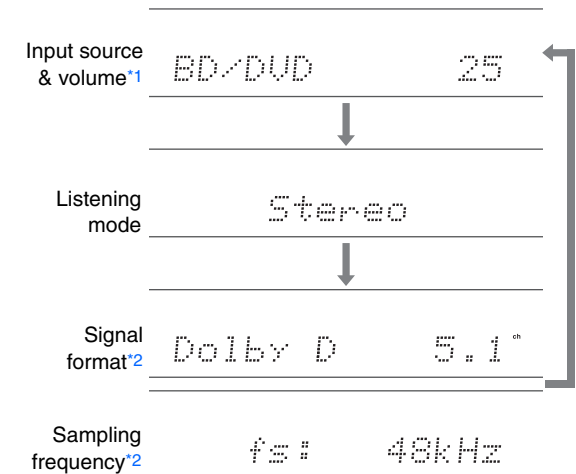 Input source
& volume*1
BD/DVD 25
Listening
mode
Stereo
Signal
format*2
Dolby D 5.1 ch
Sampling
frequency*2
fs: 48kHz